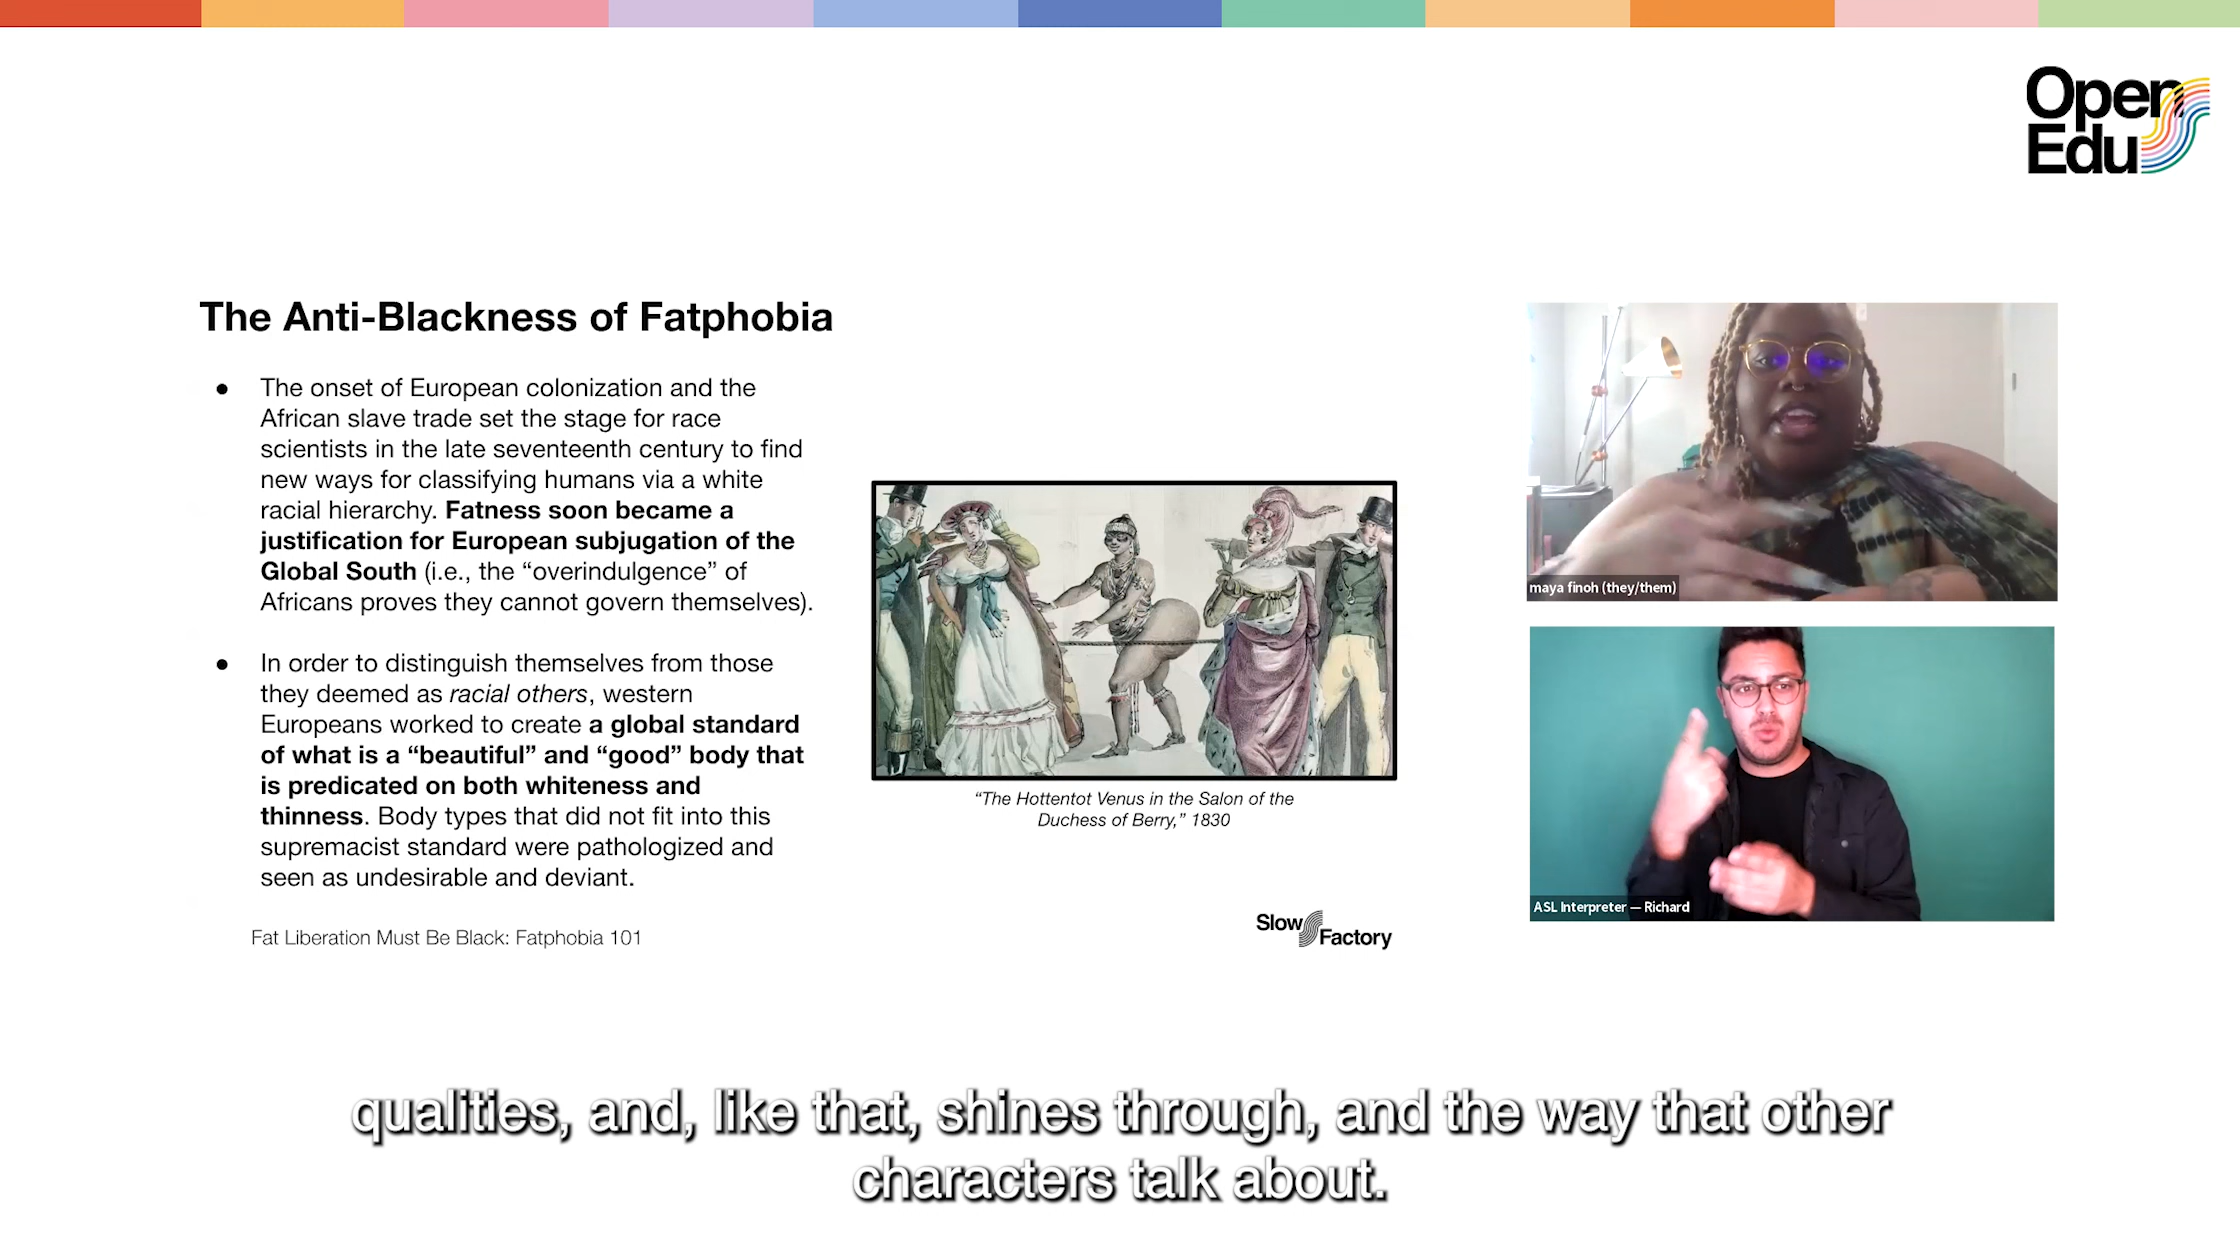 Open
Edu
The Anti-Blackness of Fatphobia
● The onset of European colonization and the
African slave trade set the stage for race
scientists in the late seventeenth century to find
new ways for classifying humans via a white
racial hierarchy. Fatness soon became a
justification for European subjugation of the
Global South (i.e., the “overindulgence” of
Africans proves they cannot govern themselves).
● In order to distinguish themselves from those
they deemed as racial others, western
Europeans worked to create a global standard
of what is a “beautiful” and “good” body that
is predicated on both whiteness and
thinness. Body types that did not fit into this
supremacist standard were pathologized and
seen as undesirable and deviant.
“The Hottentot Venus in the Salon of the
Duchess of Berry,” 1830
Fat Liberation Must Be Black: Fatphobia 101
Slow
Factory
maya finoh (they/them)
ASL Interpreter — Richard
qualities, and, like that, shines through, and the way that other
characters talk about.